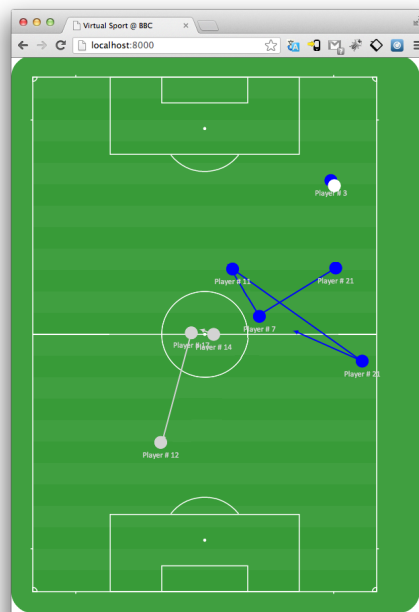 Virtual Sport @ BBC
localhost:8000
Player # 3
Player # 11
Player # 21
Player # 7
Player # 14
Player # 21
Player # 12